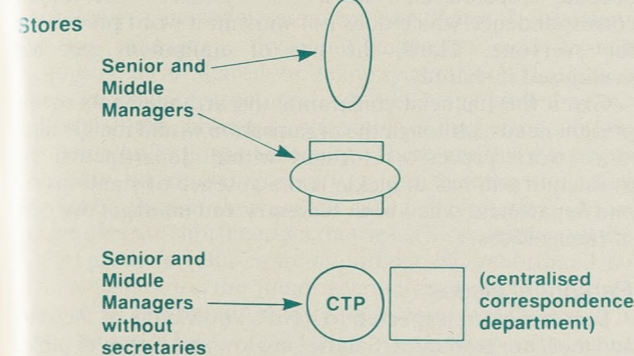 Stores
Senior and
Middle
Managers
Senior and
Middle
Managers
without
secretaries
CTP
(centralised
correspondence
department)